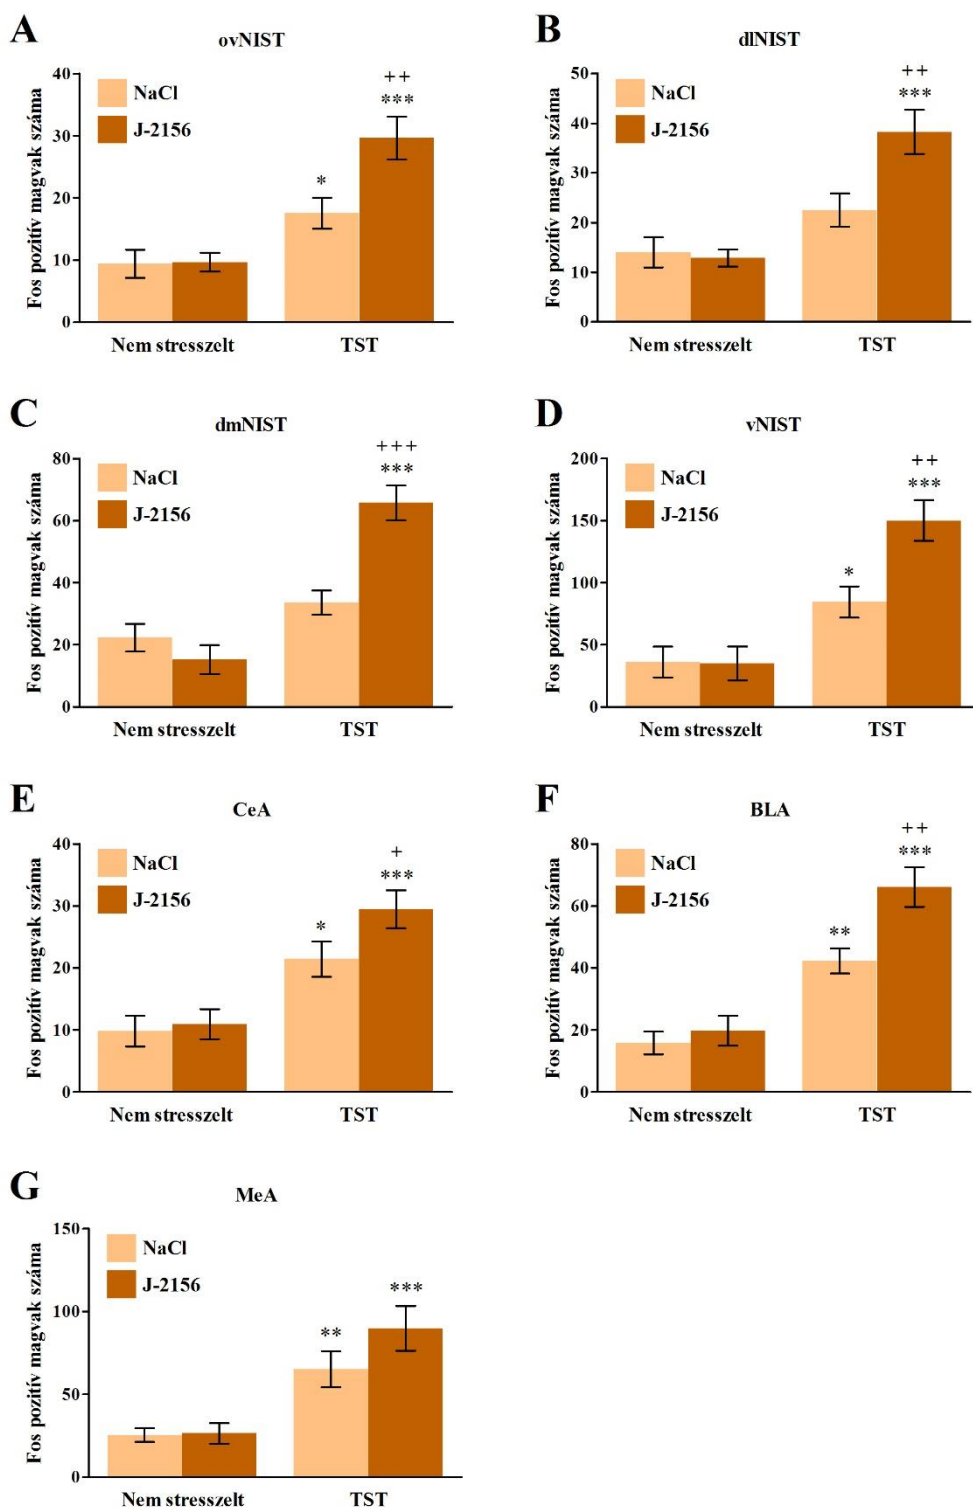 A
ovNIST
Fos pozitív magvak száma
40
30
20
10
0
NaCl
J-2156
*
++
***
Nem stresszelt
TST
B
dlNIST
Fos pozitív magvak száma
50
40
30
20
10
0
NaCl
J-2156
++
***
Nem stresszelt
TST
C
dmNIST
Fos pozitív magvak száma
80
60
40
20
0
NaCl
J-2156
+++
***
Nem stresszelt
TST
D
vNIST
Fos pozitív magvak száma
200
150
100
50
0
NaCl
J-2156
*
++
***
Nem stresszelt
TST
E
CeA
Fos pozitív magvak száma
40
30
20
10
0
NaCl
J-2156
*
+
***
Nem stresszelt
TST
F
BLA
Fos pozitív magvak száma
80
60
40
20
0
NaCl
J-2156
**
++
***
Nem stresszelt
TST
G
MeA
Fos pozitív magvak száma
150
100
50
0
NaCl
J-2156
**
***
Nem stresszelt
TST